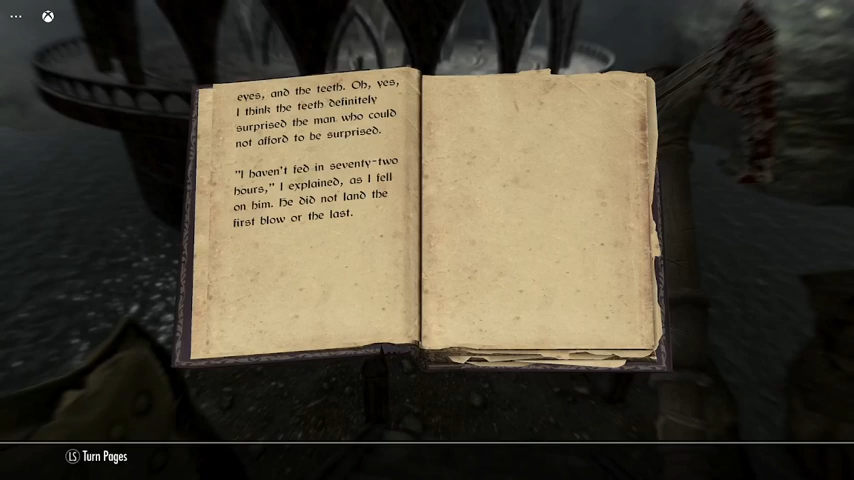 eyes, and the teeth. Oh, yes,
I think the teeth definitely
surprised the man who could
not afford to be surprised.
"I haven't fed in seventy-two
hours," I explained, as I fell
on him. He did not land the
first blow or the last.
LS Turn Pages